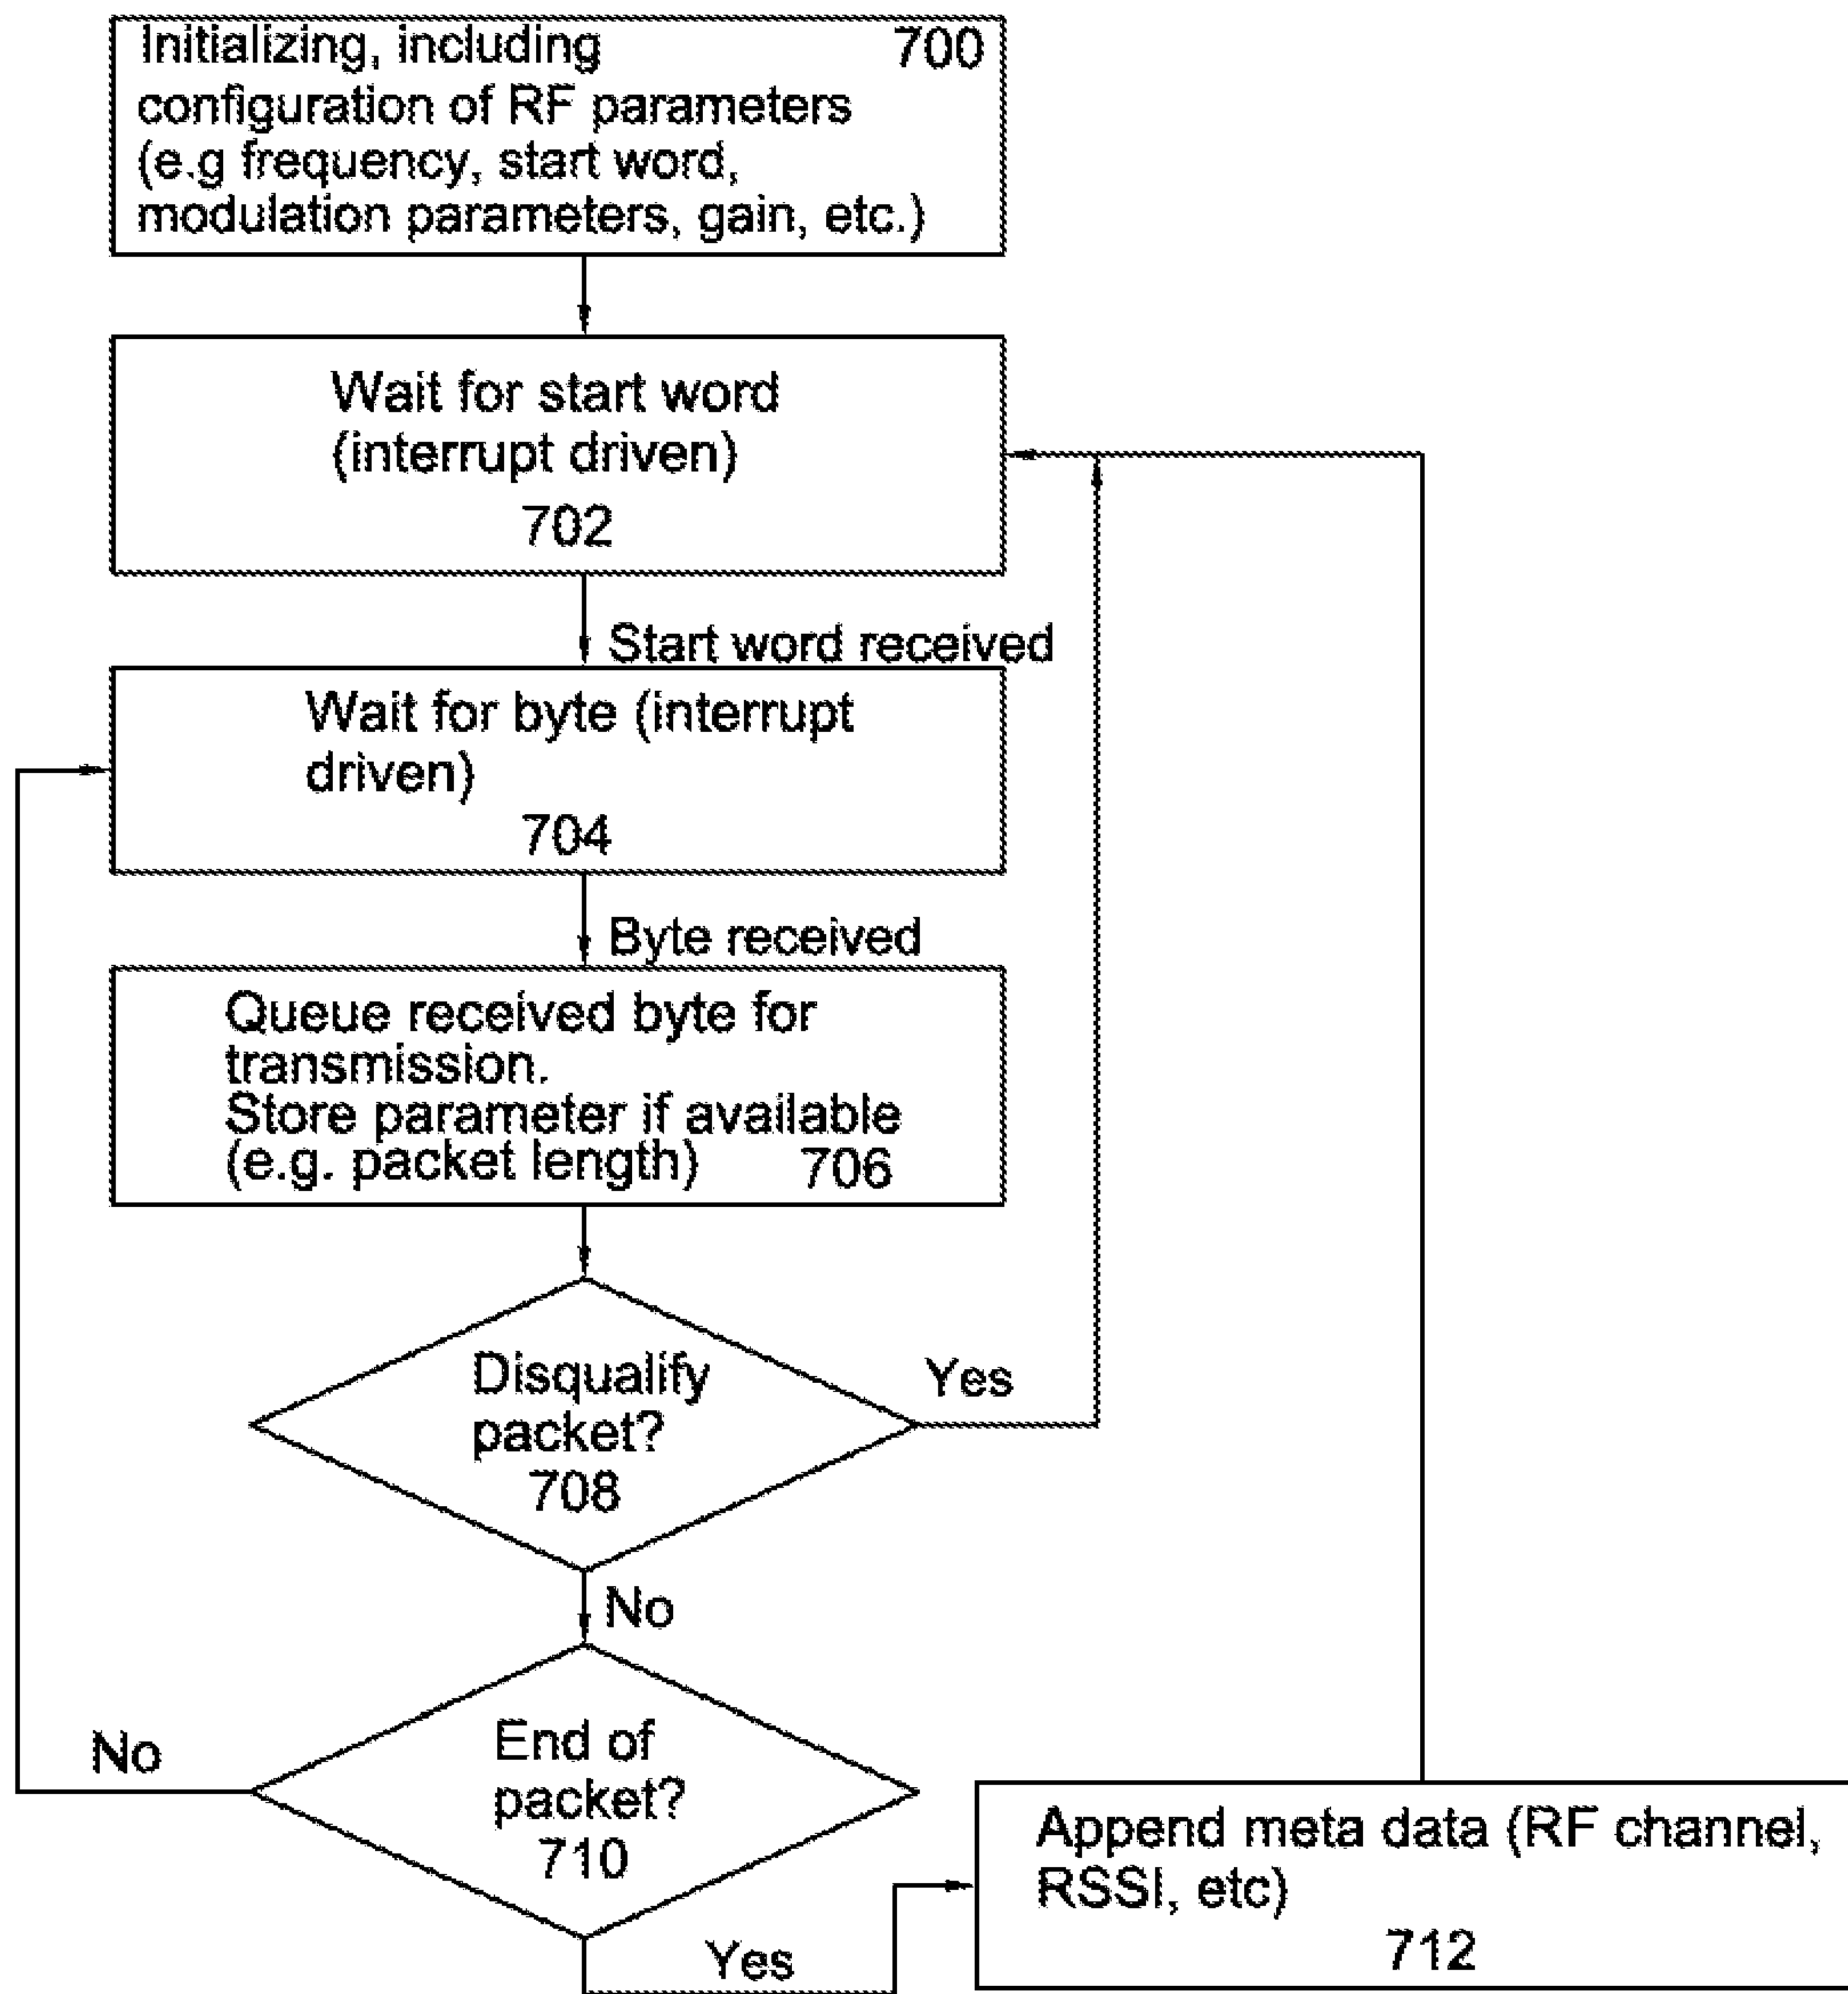 Initializing, including 700
configuration of RF parameters
(e.g frequency, start word,
modulation parameters, gain, etc.)
Wait for start word
(interrupt driven)
702
Start word received
Wait for byte (interrupt
driven)
704
Byte received
Queue received byte for
transmission.
Store parameter if available
(e.g. packet length) 706
Disqualify
packet?
708
Yes
No
End of
packet?
710
No
Yes
Append meta data (RF channel,
RSSI, etc)
712